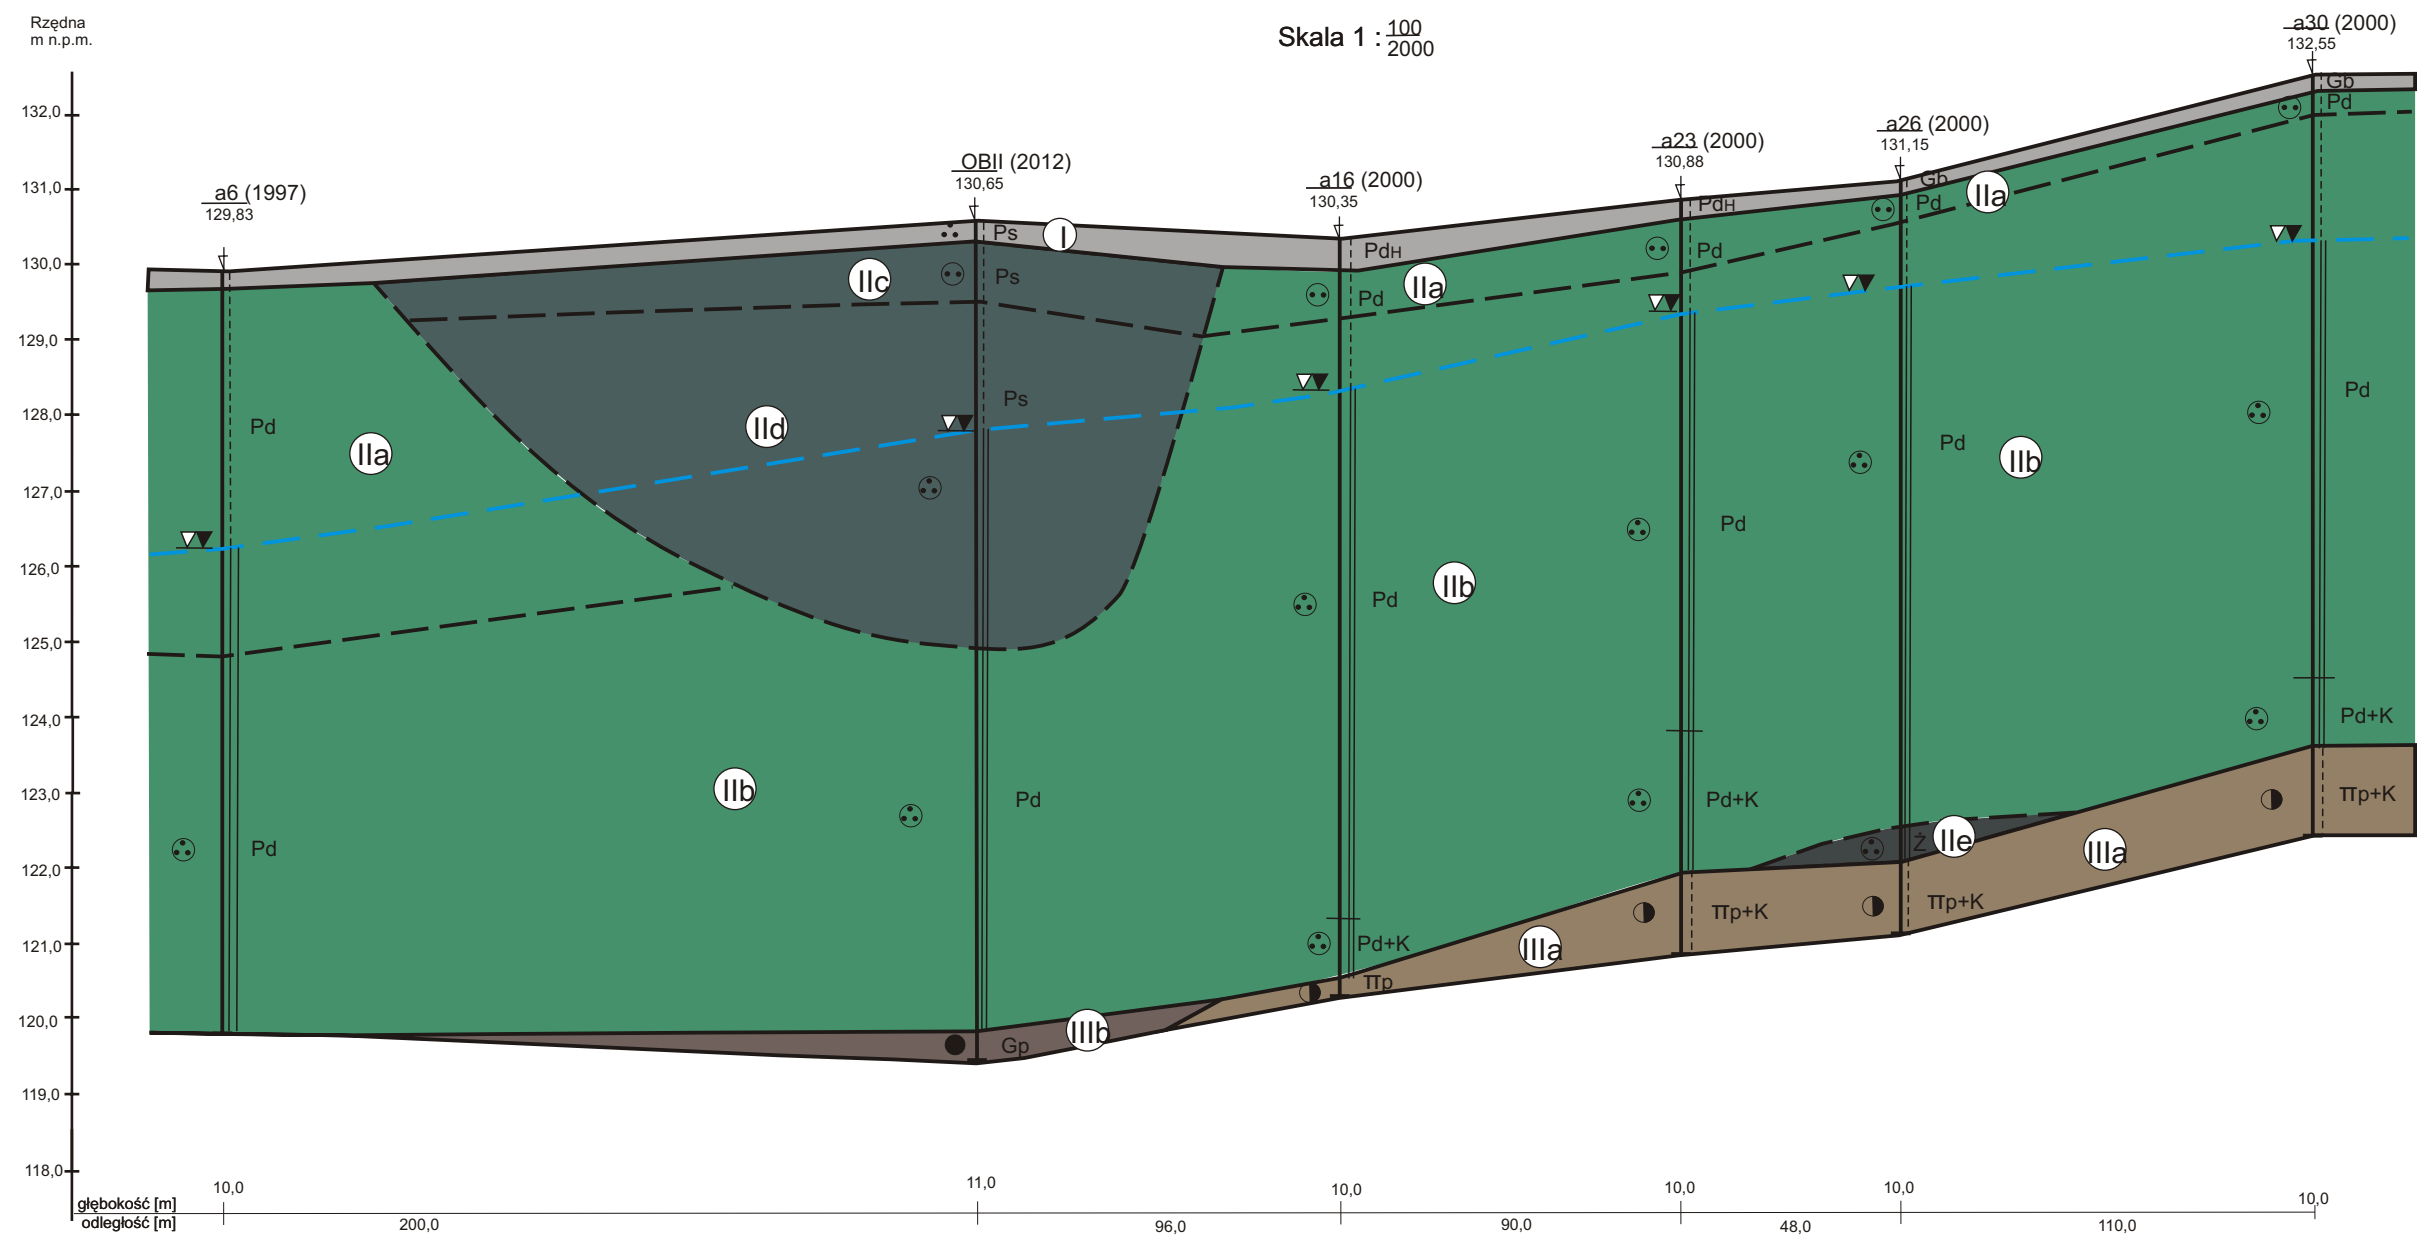 Rzędna
m n.p.m.
Skala 1 : 100
2000
a6 (1997)
129,83
OBII (2012)
130,65
a16 (2000)
130,35
a23 (2000)
130,88
a26 (2000)
131,15
a30 (2000)
132,55
132,0
131,0
130,0
129,0
128,0
127,0
126,0
125,0
124,0
123,0
122,0
121,0
120,0
119,0
118,0
Pd
IIa
Pd
IIb
IIc
IId
Ps
I
Ps
Ps
Pd
Gp
IIIb
PdH
Pd
IIa
Pd
IIb
Pd+K
πp
IIIa
PdH
Pd
Pd
Pd+K
πp+K
Gb
Pd
IIa
Pd
IIb
Ż
IIe
πp+K
IIIa
Gb
Pd
Pd
Pd+K
πp+K
głębokość [m]
10,0
11,0
10,0
10,0
10,0
10,0
odległość [m]
200,0
96,0
90,0
48,0
110,0